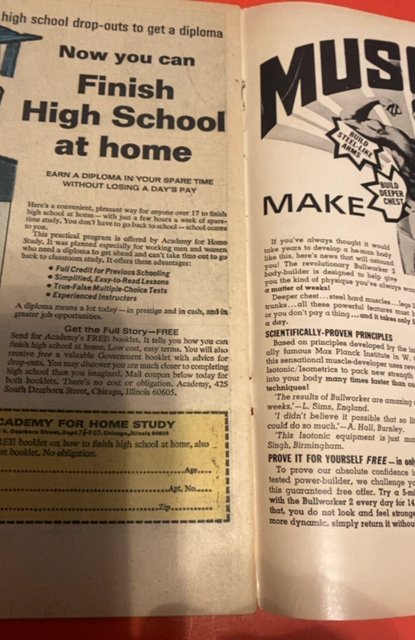 high school drop-outs to get a diploma
Now you can
Finish
High School
at home
EARN A DIPLOMA IN YOUR SPARE TIME
WITHOUT LOSING A DAY'S PAY
Here's a convenient, pleasant way for anyone over 17 to finish
high school at home—with just a few hours a week of spare-
time study. You don't have to go back to school—school comes
to you.
This practical program is offered by Academy for Home
Study. It was planned especially for working men and women
who need a diploma to get ahead and can't take time out to go
back to classroom study. It offers these advantages:
• Full Credit for Previous Schooling
• Simplified, Easy-to-Read Lessons
• True-False Multiple-Choice Tests
• Experienced Instructors
A diploma means a lot today—in prestige and in cash, and in
greater job opportunities.
Get the Full Story—FREE
Send for Academy's FREE booklet. It tells you how you can
finish high school at home. Low cost, easy terms. You will also
receive free a valuable Government booklet with advice for
drop-outs. You may discover you are much closer to completing
high school than you imagined. Mail coupon below today for
both booklets. There's no cost or obligation. Academy, 425
South Dearborn Street, Chicago, Illinois 60605.
CADEMY FOR HOME STUDY
Dearborn Street, Chicago, Illinois 60605
REE booklet on how to finish high school at home, also
nt booklet. No obligation.
Age
Apt. No.
Zip
MUS
BUILD
STEEL-LIKE
ARMS
BUILD
DEEPER
CHEST
MAKE
If you've always thought it would
take years to develop a he-man body
like this, here's news that will astound
you! The revolutionary Bullworker 2
body-builder is designed to help give
you the kind of physique you've always
a matter of weeks!
Deeper chest...steel hard muscles...
trunks...all these powerful features must
or you don't pay a thing...and it takes only 5
a day.
SCIENTIFICALLY-PROVEN PRINCIPLES
Based on principles developed by the
ally famous Max Planck Institute in W.
this sensational muscle-developer uses
Isotonic/Isometrics to pack new strength
into your body many times faster than
techniques!
'The results of Bullworker are amazing
weeks.'—L. Sims, England.
'I didn't believe it possible that so
could do so much.'—A. Hall, Burnley.
'This Isotonic equipment is just
Singh, Birmingham.
PROVE IT FOR YOURSELF FREE—in only
To prove our absolute confidence
tested power-builder, we challenge
this guaranteed free offer. Try a
with the Bullworker 2 every day for 14
that, you do not look and feel stronger
more dynamic, simply return it without